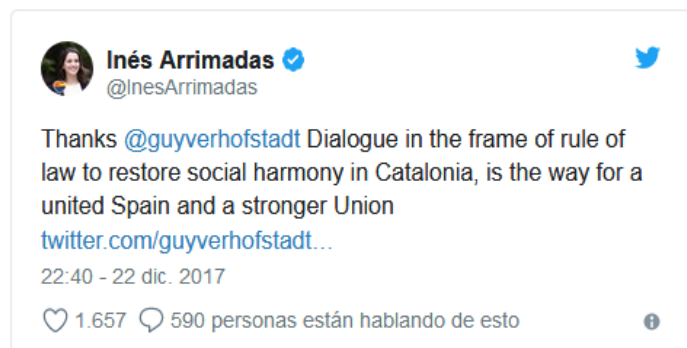 Inés Arrimadas
@InesArrimadas
Thanks @guyverhofstadt Dialogue in the frame of rule of
law to restore social harmony in Catalonia, is the way for a
united Spain and a stronger Union
twitter.com/guyverhofstadt...
22:40 - 22 dic. 2017
1.657 590 personas están hablando de esto